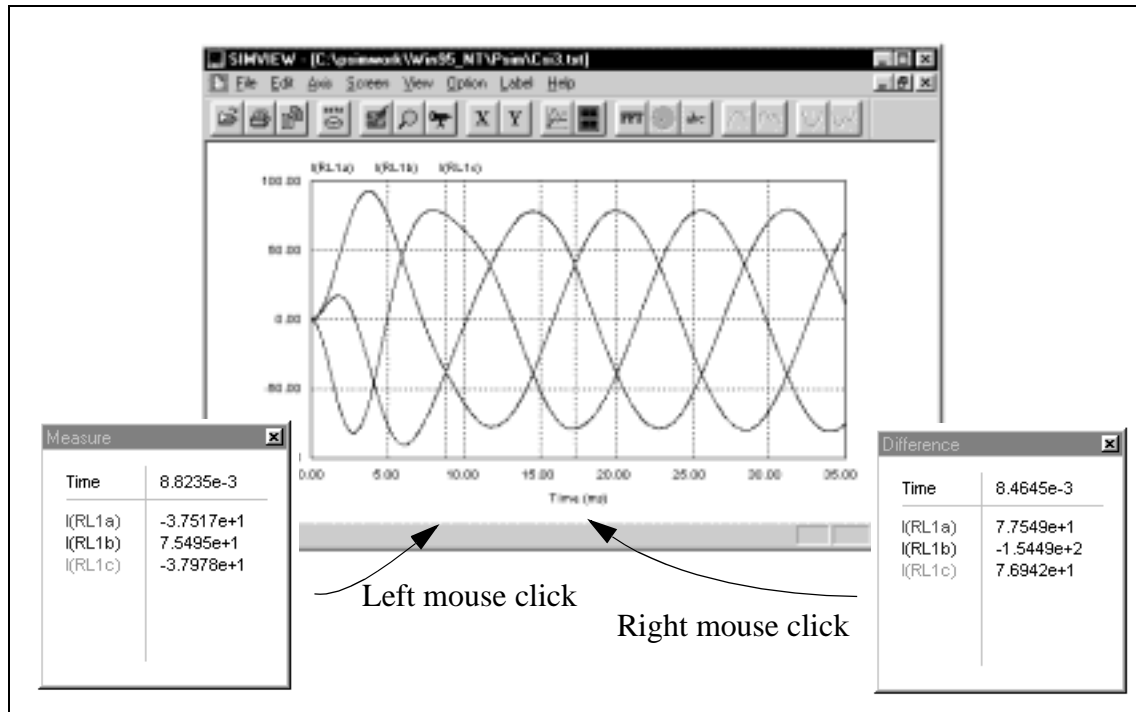 SIMVIEW - [C:\psimwork\Win95_NT\Psim\Csi3.txt]
File Edit Axis Screen View Option Label Help
X Y FFT abc
I(RL1a) I(RL1b) I(RL1c)
100.00
50.00
0.00
-50.00
0.00 5.00 10.00 15.00 20.00 25.00 30.00 35.00
Time (ms)
Measure
Time 8.8235e-3
I(RL1a) -3.7517e+1
I(RL1b) 7.5495e+1
I(RL1c) -3.7978e+1
Difference
Time 8.4645e-3
I(RL1a) 7.7549e+1
I(RL1b) -1.5449e+2
I(RL1c) 7.6942e+1
Left mouse click
Right mouse click